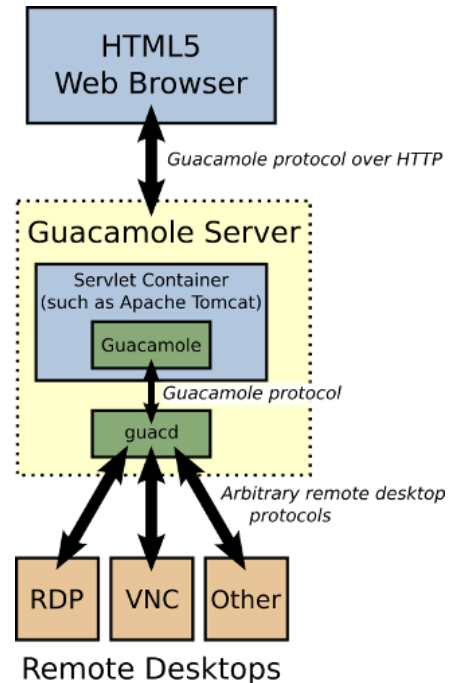 HTML5
Web Browser
Guacamole protocol over HTTP
Guacamole Server
Servlet Container
(such as Apache Tomcat)
Guacamole
Guacamole protocol
guacd
Arbitrary remote desktop
protocols
RDP
VNC
Other
Remote Desktops